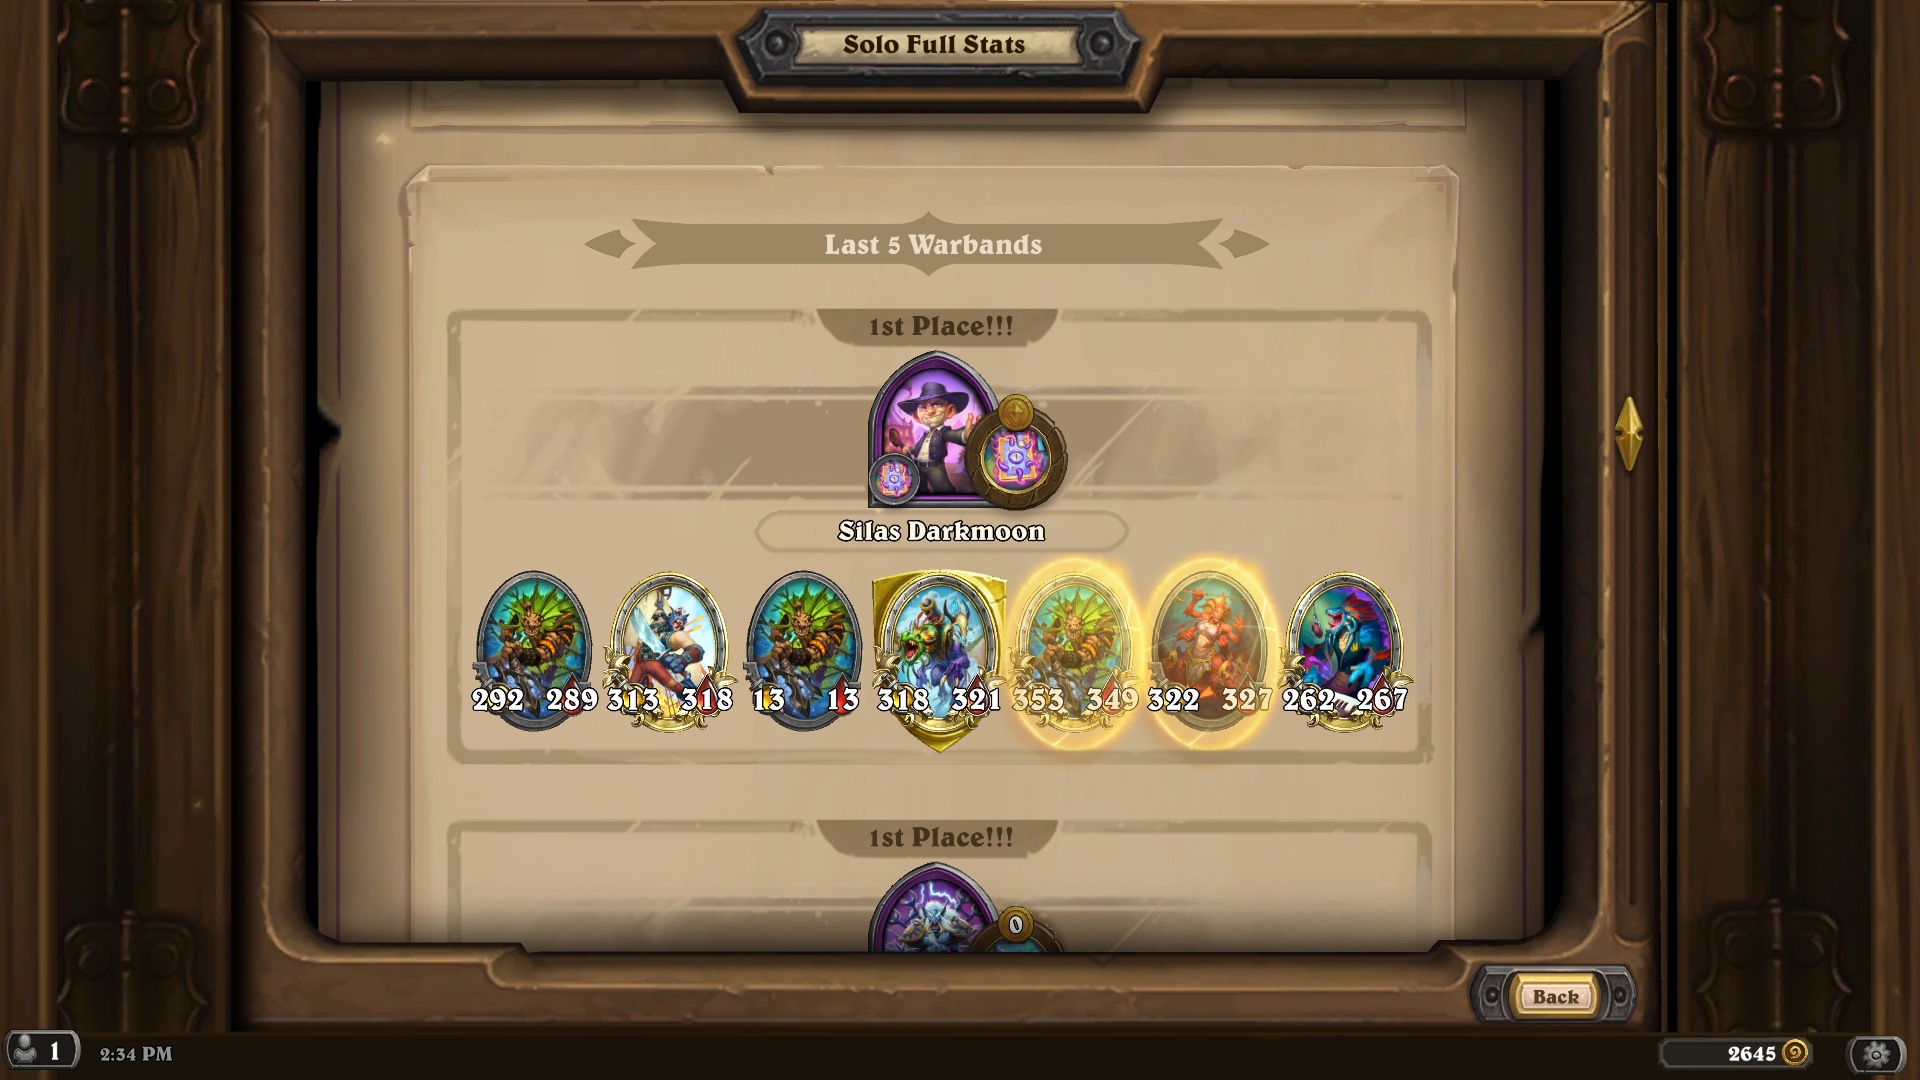 Solo Full Stats
Last 5 Warbands
1st Place!!!
Silas Darkmoon
292 289 313 318 13 13 318 321 353 349 322 327 262 267
1st Place!!!
0
Back
1 2:34 PM 2645